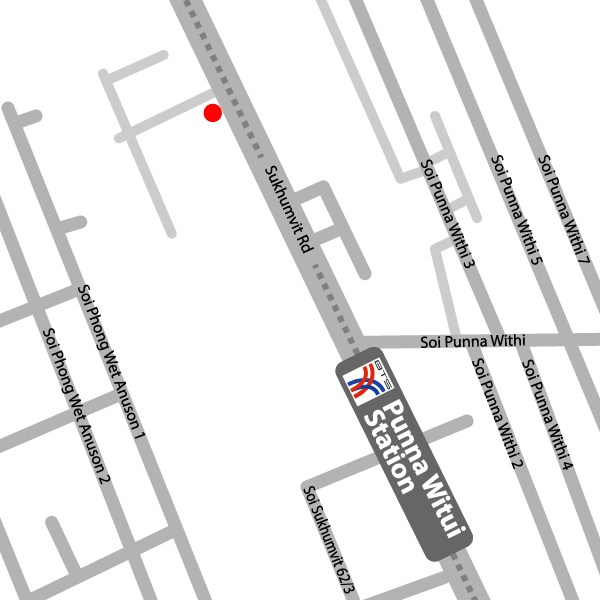 Sukhumvit Rd
Soi Punna Withi 3
Soi Punna Withi 5
Soi Punna Withi 7
Soi Phong Wet Anuson 1
Soi Phong Wet Anuson 2
Soi Punna Withi
BTS
Punna Witui
Station
Soi Punna Withi 2
Soi Punna Withi 4
Soi Sukhumvit 62/3